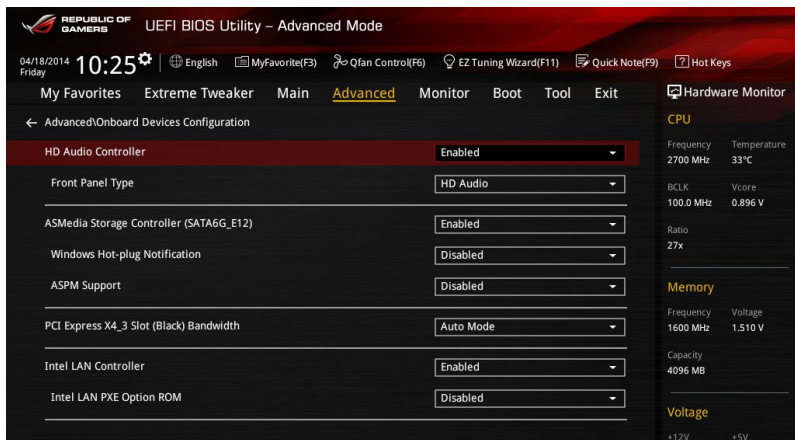 REPUBLIC OF
GAMERS
UEFI BIOS Utility – Advanced Mode
04/18/2014
Friday
10:25
English
MyFavorite(F3)
Qfan Control(F6)
EZ Tuning Wizard(F11)
Quick Note(F9)
? Hot Keys
My Favorites
Extreme Tweaker
Main
Advanced
Monitor
Boot
Tool
Exit
← Advanced\Onboard Devices Configuration
HD Audio Controller Enabled
Front Panel Type HD Audio
ASMedia Storage Controller (SATA6G_E12) Enabled
Windows Hot-plug Notification Disabled
ASPM Support Disabled
PCI Express X4_3 Slot (Black) Bandwidth Auto Mode
Intel LAN Controller Enabled
Intel LAN PXE Option ROM Disabled
Hardware Monitor
CPU
Frequency Temperature
2700 MHz 33°C
BCLK Vcore
100.0 MHz 0.896 V
Ratio
27x
Memory
Frequency Voltage
1600 MHz 1.510 V
Capacity
4096 MB
Voltage
+12V +5V